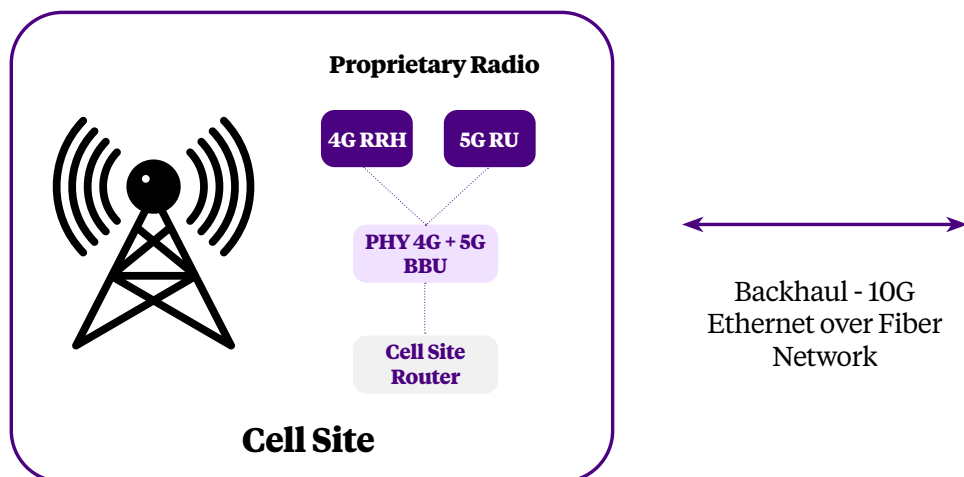 Proprietary Radio
4G RRH
5G RU
PHY 4G + 5G
BBU
Cell Site
Router
Cell Site
Backhaul - 10G
Ethernet over Fiber
Network